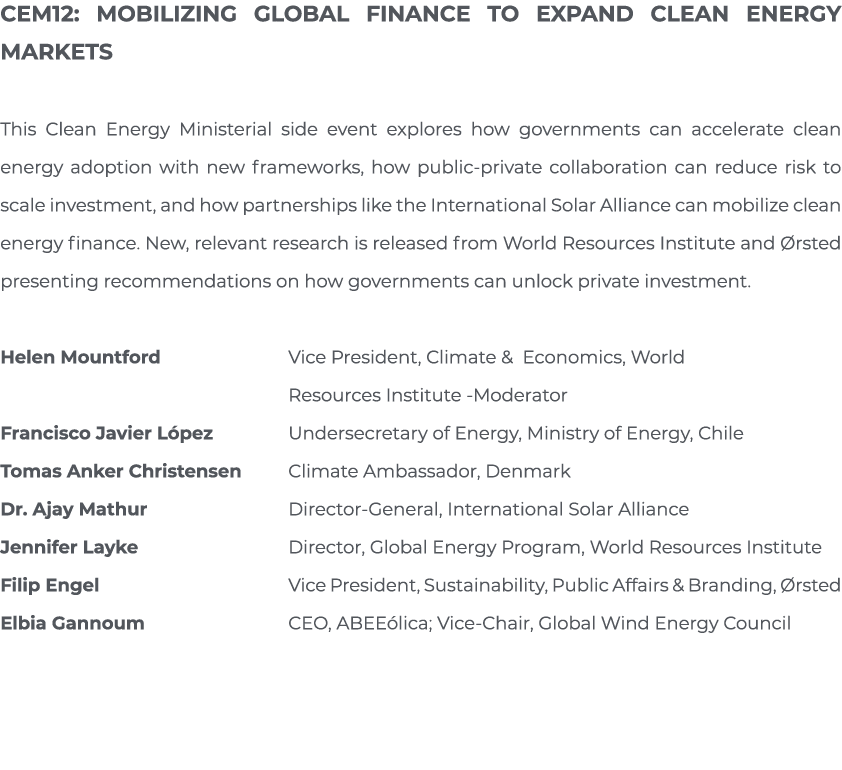 CEM12: MOBILIZING GLOBAL FINANCE TO EXPAND CLEAN ENERGY
MARKETS
This Clean Energy Ministerial side event explores how governments can accelerate clean
energy adoption with new frameworks, how public-private collaboration can reduce risk to
scale investment, and how partnerships like the International Solar Alliance can mobilize clean
energy finance. New, relevant research is released from World Resources Institute and Ørsted
presenting recommendations on how governments can unlock private investment.
Helen Mountford Vice President, Climate & Economics, World
Resources Institute -Moderator
Francisco Javier López Undersecretary of Energy, Ministry of Energy, Chile
Tomas Anker Christensen Climate Ambassador, Denmark
Dr. Ajay Mathur Director-General, International Solar Alliance
Jennifer Layke Director, Global Energy Program, World Resources Institute
Filip Engel Vice President, Sustainability, Public Affairs & Branding, Ørsted
Elbia Gannoum CEO, ABEEólica; Vice-Chair, Global Wind Energy Council